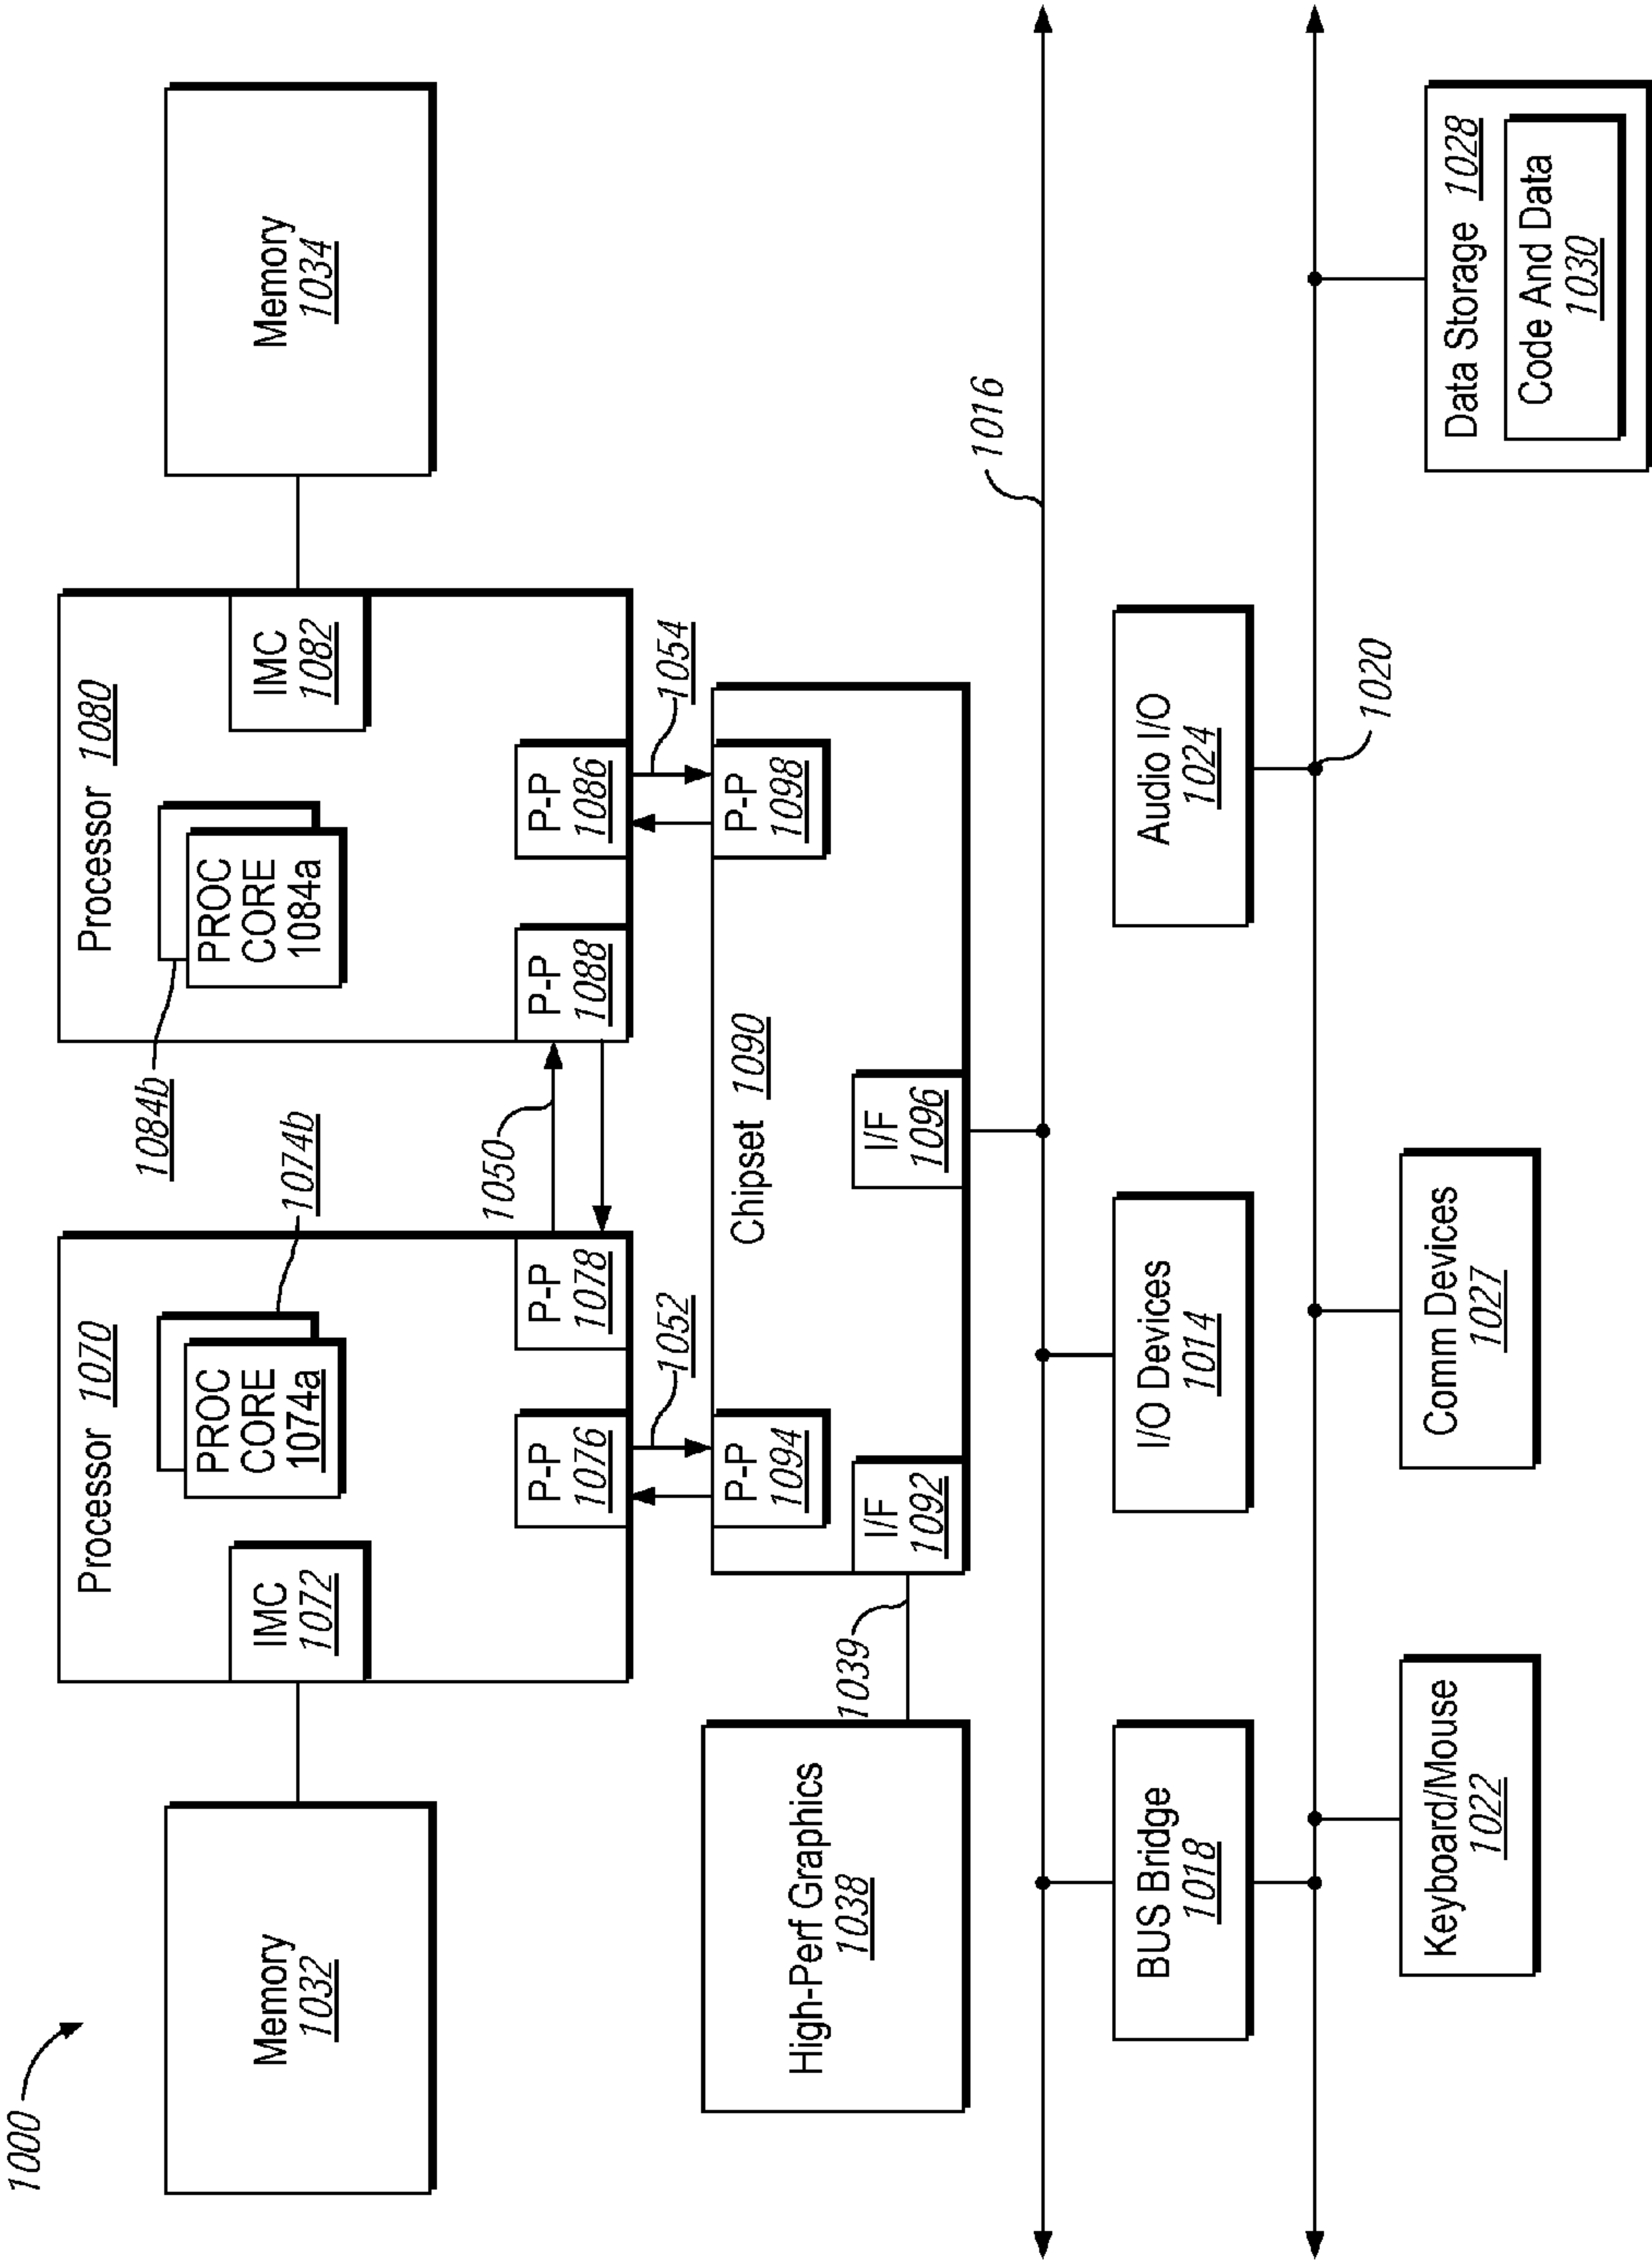 1000
Processor 1070
Processor 1080
1084b
1074b
PROC
CORE
1074a
PROC
CORE
1084a
Memory
1032
IMC
1072
IMC
1082
Memory
1034
1050
P-P
1076
P-P
1078
P-P
1088
P-P
1086
1052
1054
P-P
1094
Chipset 1090
P-P
1098
High-Perf Graphics
1038
1039
I/F
1092
I/F
1096
1016
BUS Bridge
1018
I/O Devices
1014
Audio I/O
1024
1020
Keyboard/Mouse
1022
Comm Devices
1027
Data Storage 1028
Code And Data
1030